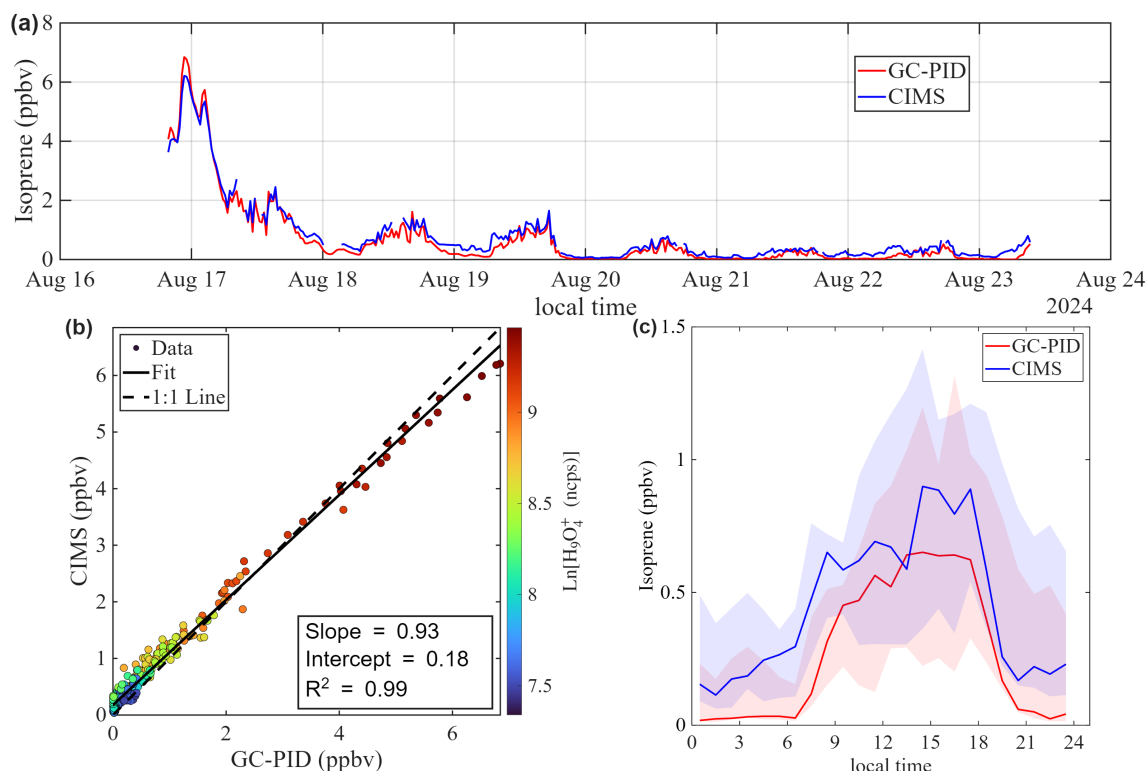 (a)
8
6
4
2
0
Isoprene (ppbv)
GC-PID
CIMS
Aug 16 Aug 17 Aug 18 Aug 19 Aug 20 Aug 21 Aug 22 Aug 23 Aug 24
local time
2024
(b)
Data
Fit
1:1 Line
6
5
4
3
2
1
0
CIMS (ppbv)
Slope = 0.93
Intercept = 0.18
R² = 0.99
0 2 4 6
GC-PID (ppbv)
9
8.5
8
7.5
Ln[H₉O₄⁺ (ncps)]
(c)
1.5
1
0.5
0
Isoprene (ppbv)
GC-PID
CIMS
0 3 6 9 12 15 18 21 24
local time